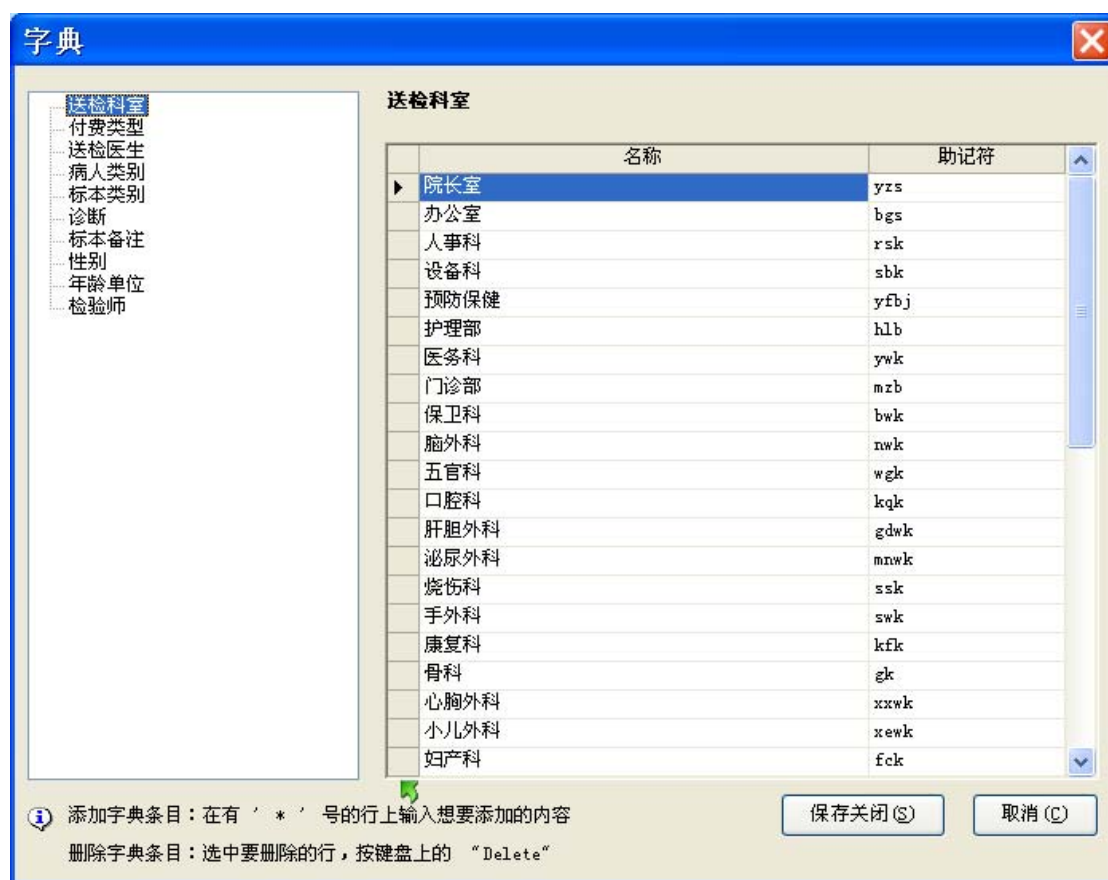 字典
送检科室
付费类型
送检医生
病人类别
标本类别
诊断
标本备注
性别
年龄单位
检验师
送检科室
名称 助记符
院长室 yzs
办公室 bgs
人事科 rsk
设备科 sbk
预防保健 yfbj
护理部 hlb
医务科 ywk
门诊部 mzb
保卫科 bwk
脑外科 nwk
五官科 wgk
口腔科 kqk
肝胆外科 gdwk
泌尿外科 mnwk
烧伤科 ssk
手外科 swk
康复科 kfk
骨科 gk
心胸外科 xxwk
小儿外科 xewk
妇产科 fck
添加字典条目：在有 ′ * ′ 号的行上输入想要添加的内容
删除字典条目：选中要删除的行，按键盘上的 “Delete“
保存关闭(S) 取消(C)